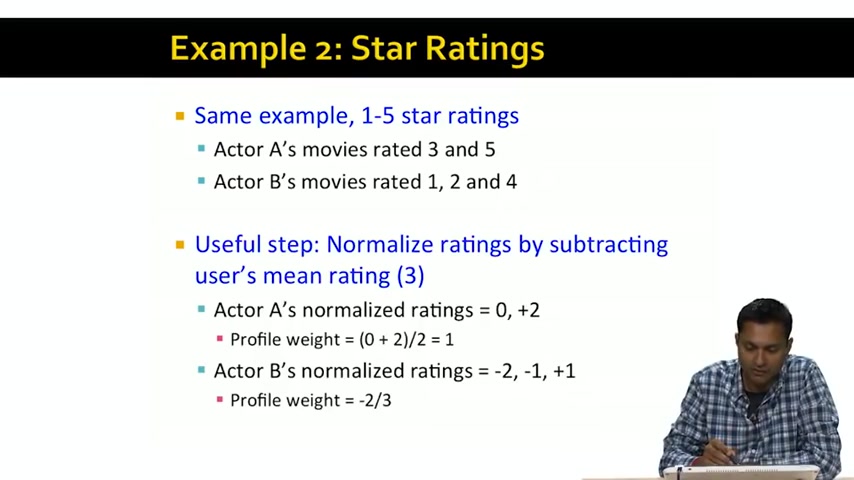 Example 2: Star Ratings
Same example, 1-5 star ratings
Actor A's movies rated 3 and 5
Actor B's movies rated 1, 2 and 4
Useful step: Normalize ratings by subtracting
user's mean rating (3)
Actor A's normalized ratings = 0, +2
Profile weight = (0 + 2)/2 = 1
Actor B's normalized ratings = -2, -1, +1
Profile weight = -2/3